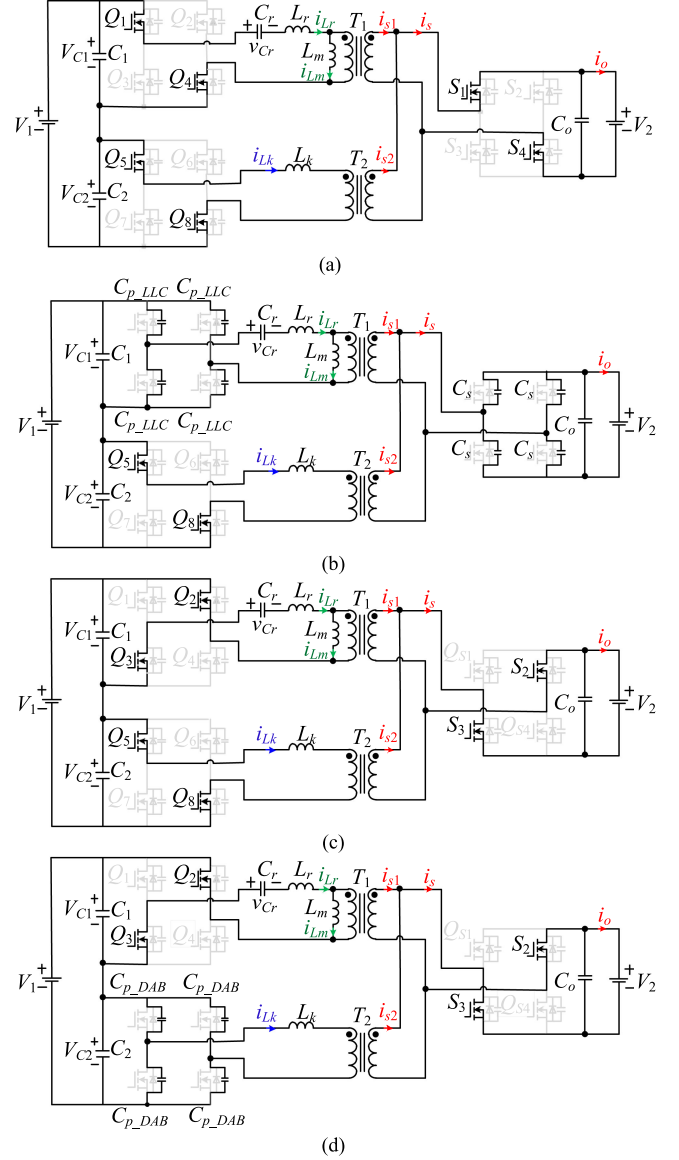 Q1 Q2 Cr Lr iLr T1 is1 is
+ − vCr Lm iLm
VC1 + − C1 Q3 Q4
V1 + −
S1 S2 io
S3 S4 Co + − V2
Q5 Q6 iLk Lk T2 is2
VC2 + − C2 Q7 Q8
(a)
Cp_LLC Cp_LLC
Cr Lr iLr T1 is1 is
+ − vCr Lm iLm
VC1 + − C1
Cp_LLC Cp_LLC
V1 + −
Cs Cs io
Cs Cs Co + − V2
Q5 Q6 iLk Lk T2 is2
VC2 + − C2 Q7 Q8
(b)
Q1 Q2 Cr Lr iLr T1 is1 is
+ − vCr Lm iLm
VC1 + − C1 Q3 Q4
V1 + −
QS1 S2 io
S3 QS4 Co + − V2
Q5 Q6 iLk Lk T2 is2
VC2 + − C2 Q7 Q8
(c)
Q1 Q2 Cr Lr iLr T1 is1 is
+ − vCr Lm iLm
VC1 + − C1 Q3 Q4
V1 + −
QS1 S2 io
S3 QS4 Co + − V2
Cp_DAB Cp_DAB
iLk Lk T2 is2
VC2 + − C2
Cp_DAB Cp_DAB
(d)